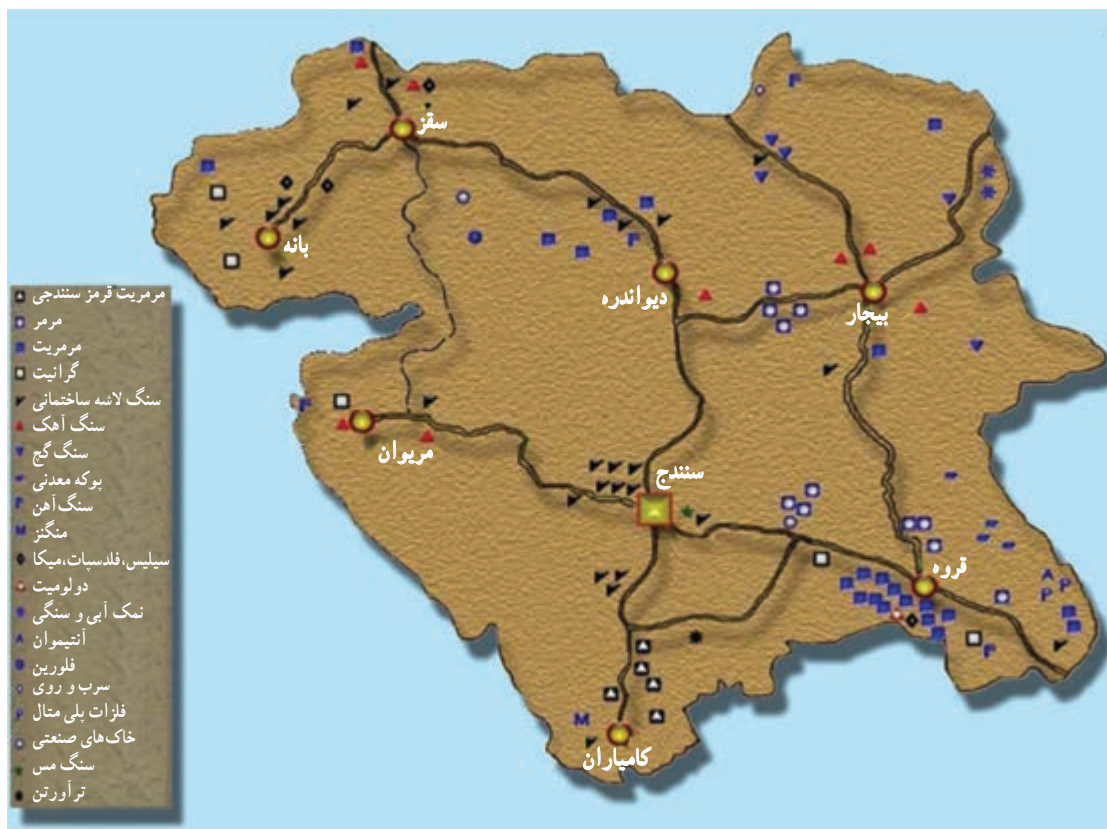 سقز
بانه
دیواندره
بیجار
مریوان
سنندج
قروه
کامیاران
مرمریت قرمز سنندجی
مرمر
مرمریت
گرانیت
سنگ لاشه ساختمانی
سنگ آهک
سنگ گچ
پوکه معدنی
سنگ آهن
منگنز
سیلیس،فلدسپات،میکا
دولومیت
نمک آبی و سنگی
آنتیموان
فلورین
سرب و روی
فلزات پلی متال
خاک‌های صنعتی
سنگ مس
تراورتن